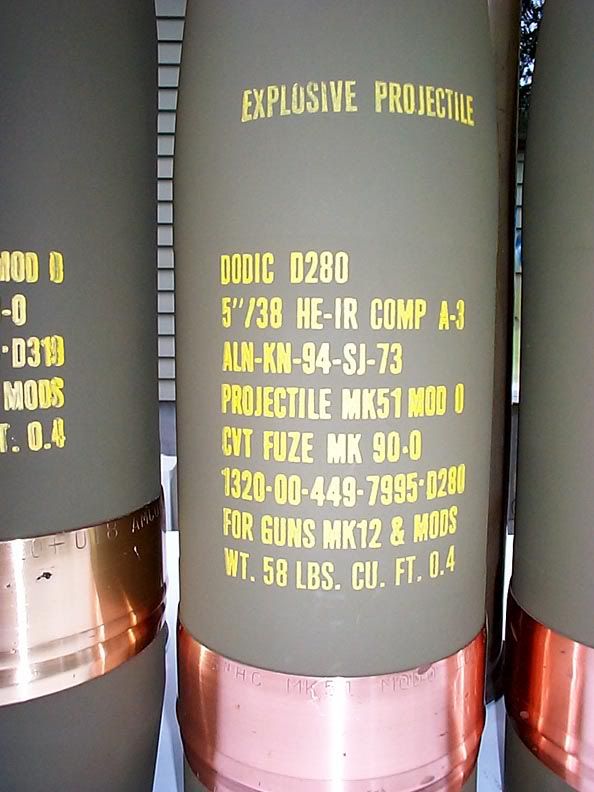 EXPLOSIVE PROJECTILE
DODIC D280
5"/38 HE-IR COMP A-3
ALN-KN-94-SJ-73
PROJECTILE MK51 MOD 0
CVT FUZE MK 90-0
1320-00-449-7995-D280
FOR GUNS MK12 & MODS
WT. 58 LBS. CU. FT. 0.4
MK51 MOD0
MOD 0
-0
MODS
T. 0.4